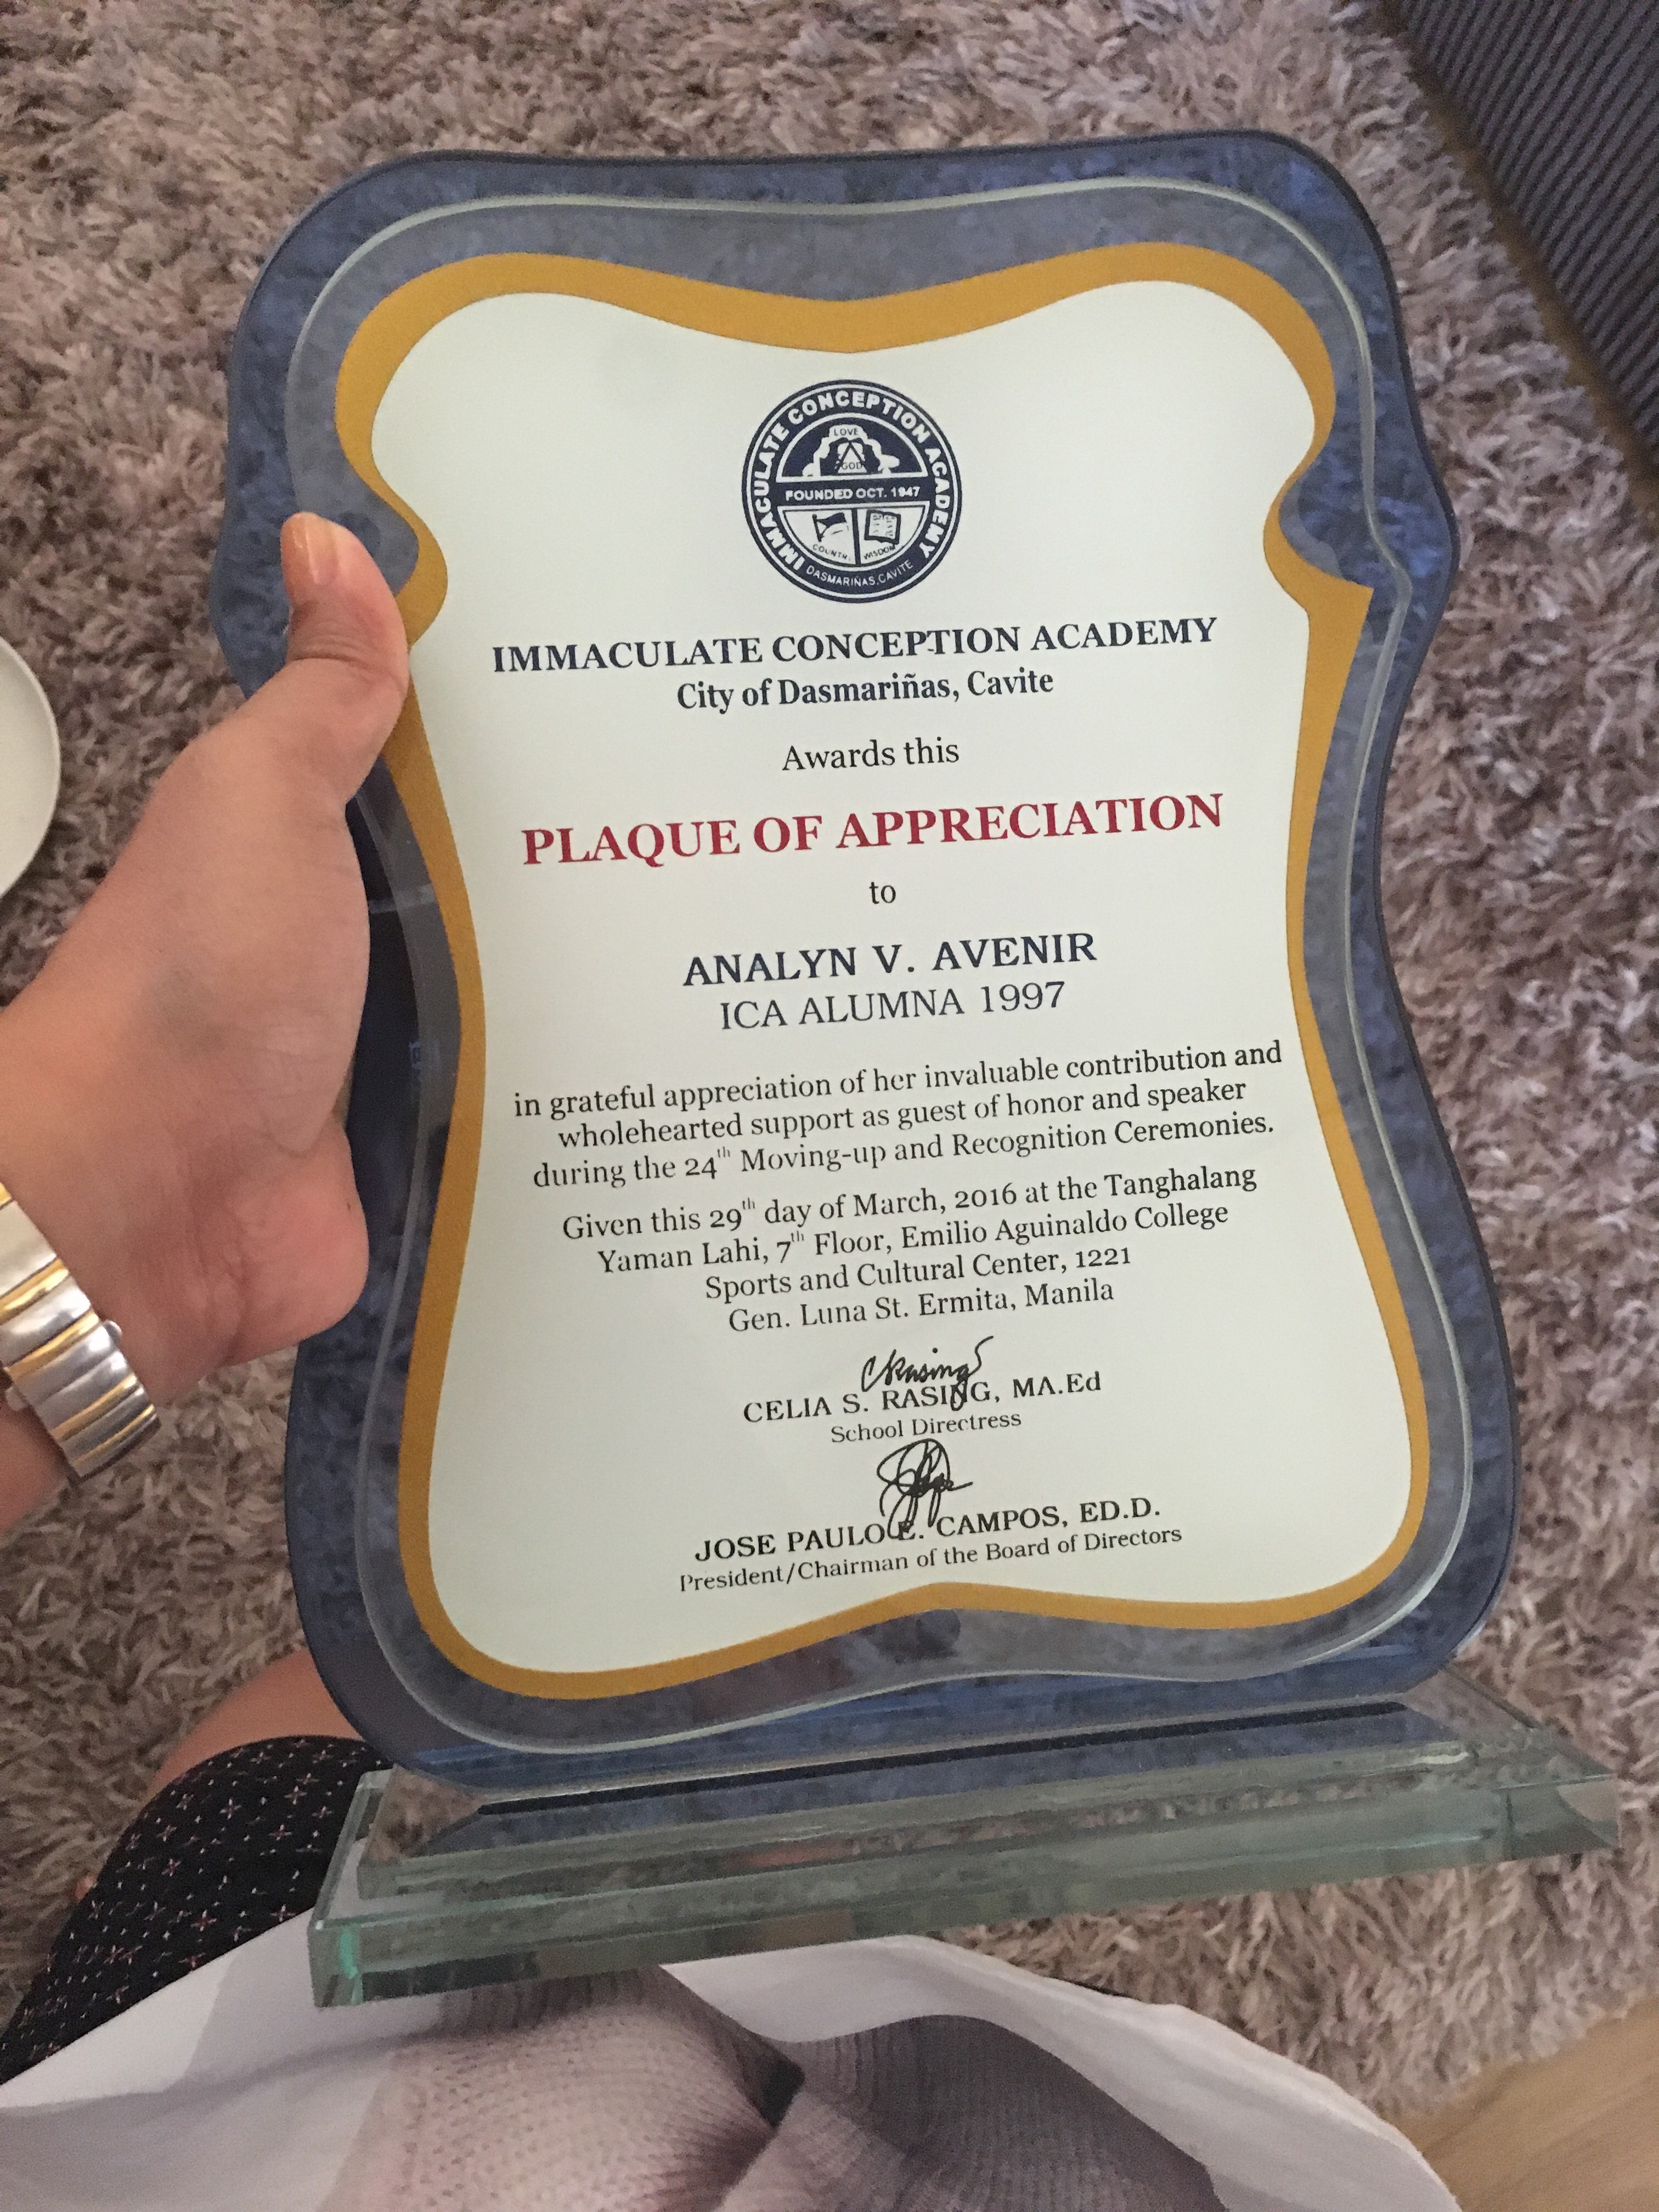 IMMACULATE CONCEPTION ACADEMY
LOVE
GOD
FOUNDED OCT. 1947
COUNTRY WISDOM
DASMARIÑAS, CAVITE
IMMACULATE CONCEPTION ACADEMY
City of Dasmariñas, Cavite
Awards this
PLAQUE OF APPRECIATION
to
ANALYN V. AVENIR
ICA ALUMNA 1997
in grateful appreciation of her invaluable contribution and
wholehearted support as guest of honor and speaker
during the 24th Moving-up and Recognition Ceremonies.
Given this 29th day of March, 2016 at the Tanghalang
Yaman Lahi, 7th Floor, Emilio Aguinaldo College
Sports and Cultural Center, 1221
Gen. Luna St. Ermita, Manila
CRasing
CELIA S. RASING, MA.Ed
School Directress
JOSE PAULO E. CAMPOS, ED.D.
President/Chairman of the Board of Directors